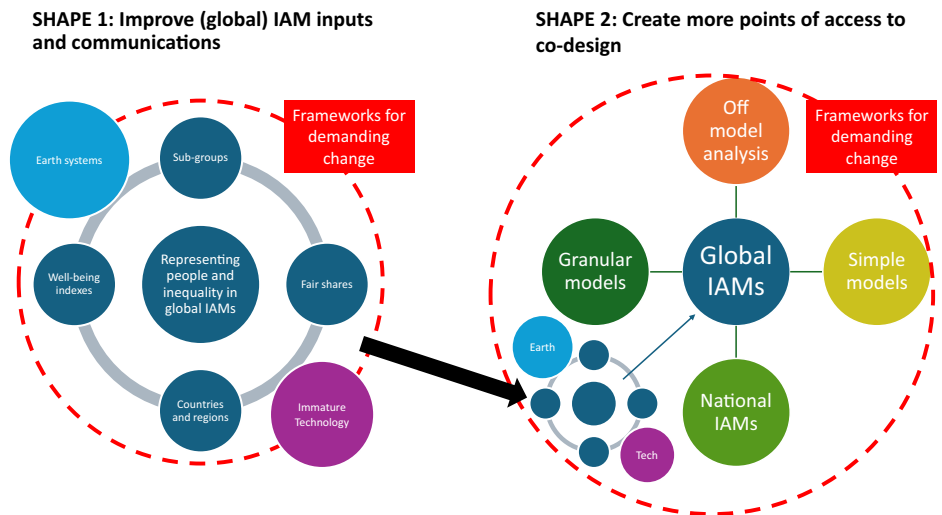 SHAPE 1: Improve (global) IAM inputs
and communications
Frameworks for
demanding
change
Earth systems
Sub-groups
Well-being
indexes
Representing
people and
inequality in
global IAMs
Fair shares
Countries
and regions
Immature
Technology
SHAPE 2: Create more points of access to
co-design
Off
model
analysis
Frameworks for
demanding
change
Granular
models
Global
IAMs
Simple
models
Earth
National
IAMs
Tech